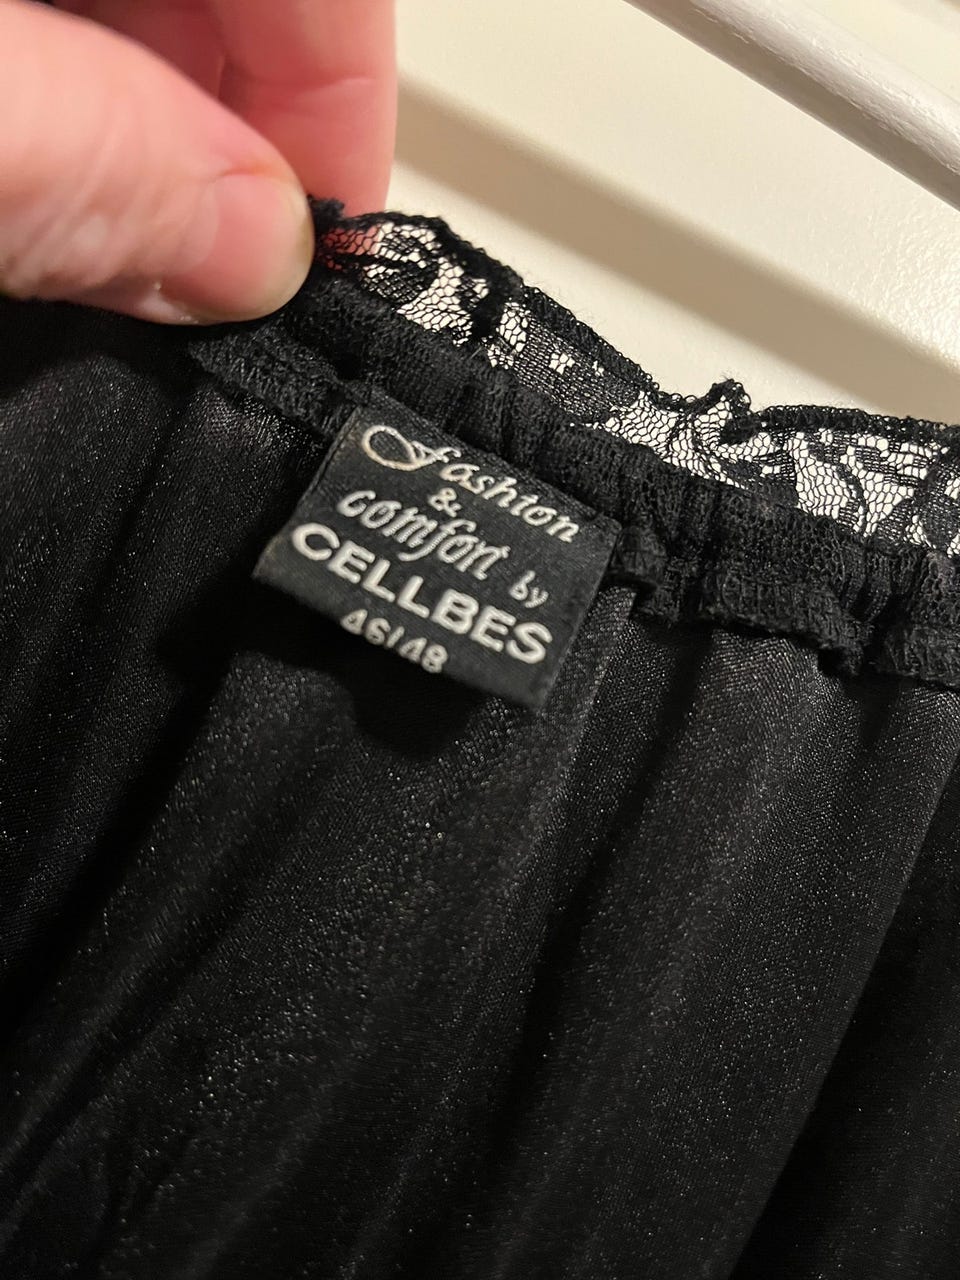 Fashion
&
comfort by
CELLBES
46/48